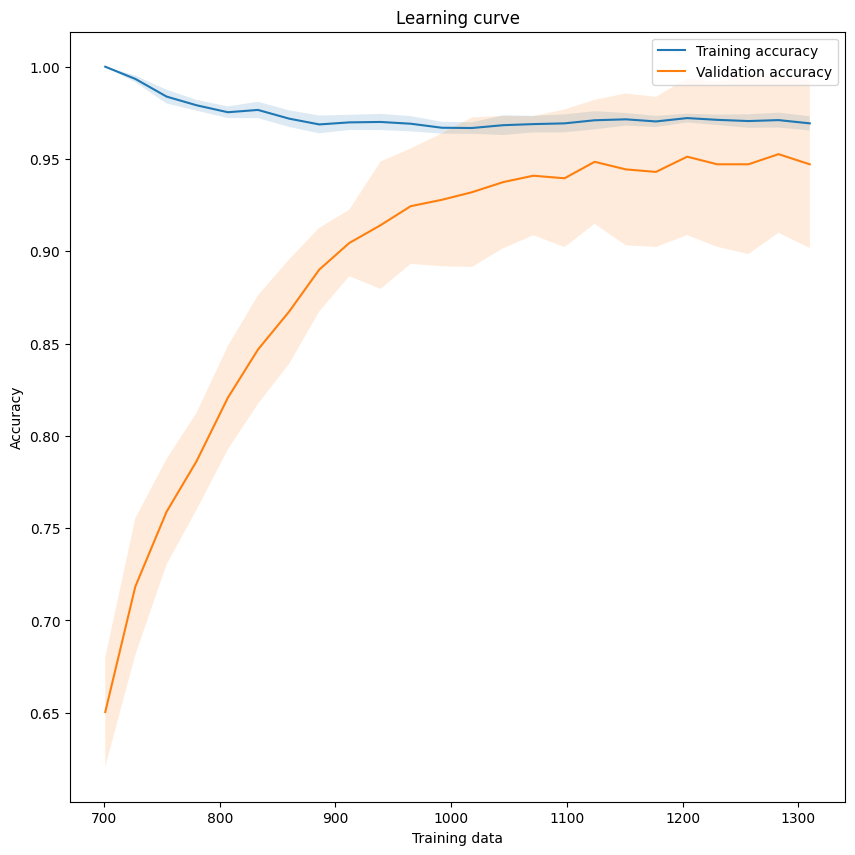 Learning curve
Training accuracy
Validation accuracy
1.00
0.95
0.90
0.85
0.80
0.75
0.70
0.65
Accuracy
700 800 900 1000 1100 1200 1300
Training data